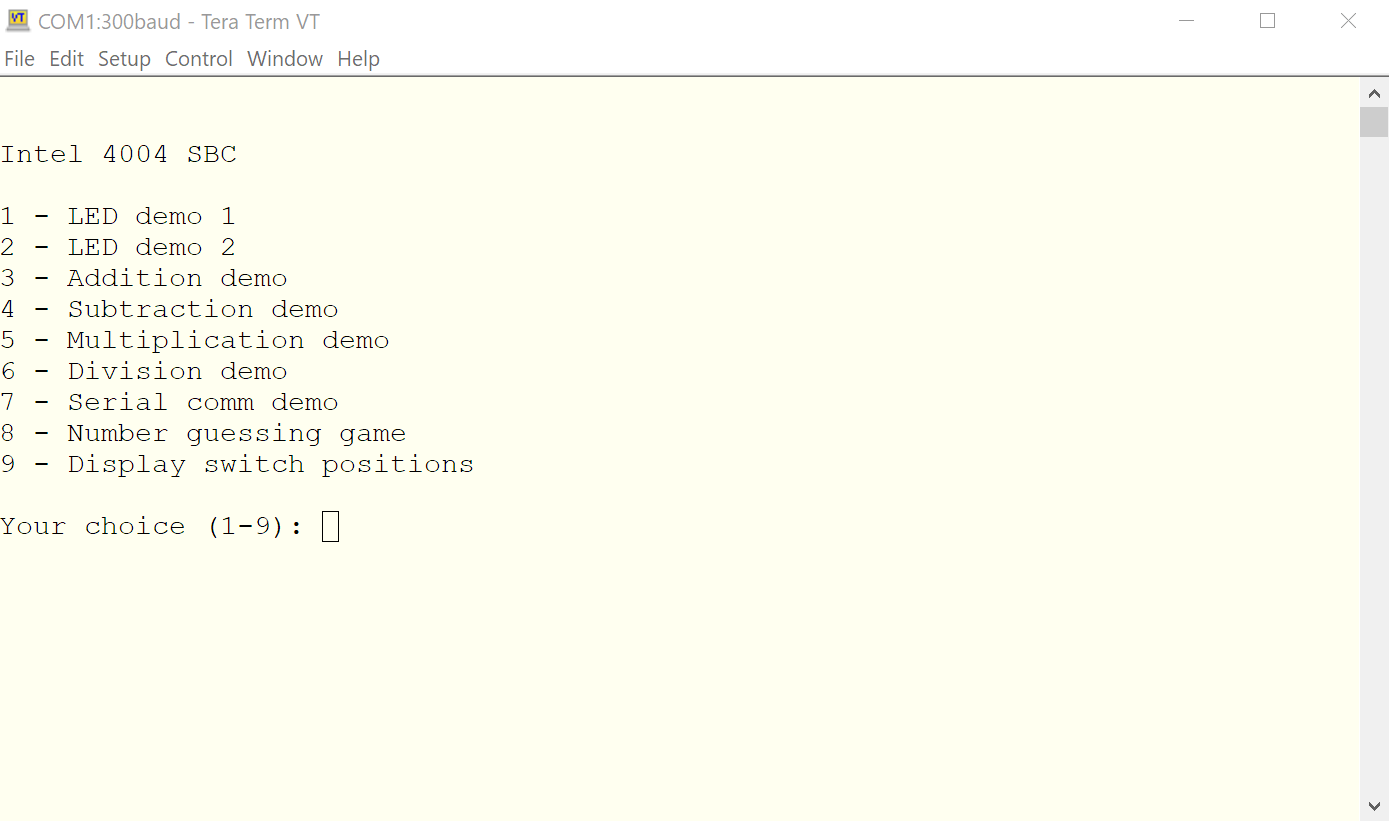 VT COM1:300baud - Tera Term VT
File Edit Setup Control Window Help
Intel 4004 SBC
1 - LED demo 1
2 - LED demo 2
3 - Addition demo
4 - Subtraction demo
5 - Multiplication demo
6 - Division demo
7 - Serial comm demo
8 - Number guessing game
9 - Display switch positions
Your choice (1-9):